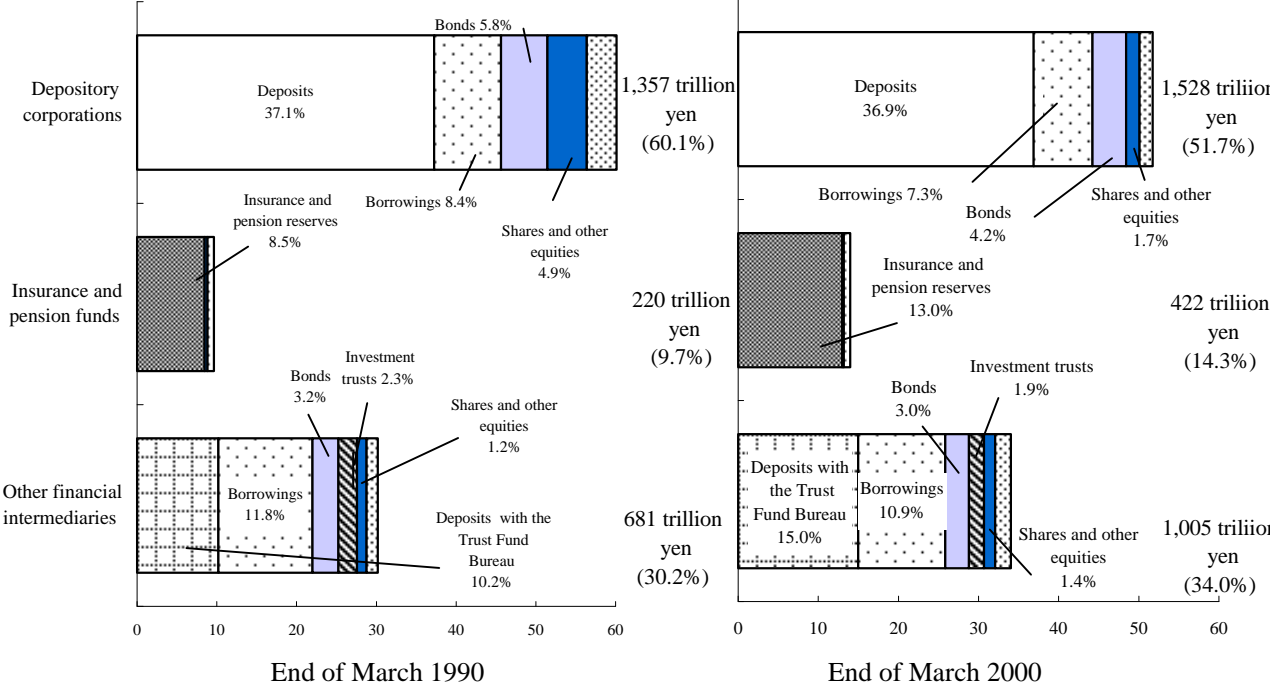 Bonds 5.8%
Depository
corporations
Deposits
37.1%
1,357 trillion
yen
(60.1%)
Borrowings 8.4%
Shares and other
equities
4.9%
Insurance and
pension reserves
8.5%
Insurance and
pension funds
220 trillion
yen
(9.7%)
Bonds
3.2%
Investment
trusts 2.3%
Shares and other
equities
1.2%
Other financial
intermediaries
Borrowings
11.8%
Deposits with the
Trust Fund
Bureau
10.2%
681 trillion
yen
(30.2%)
0 10 20 30 40 50 60
End of March 1990
Deposits
36.9%
1,528 triliion
yen
(51.7%)
Borrowings 7.3%
Bonds
4.2%
Shares and other
equities
1.7%
Insurance and
pension reserves
13.0%
422 triliion
yen
(14.3%)
Bonds
3.0%
Investment trusts
1.9%
Deposits with
the Trust
Fund Bureau
15.0%
Borrowings
10.9%
Shares and other
equities
1.4%
1,005 triliion
yen
(34.0%)
0 10 20 30 40 50 60
End of March 2000